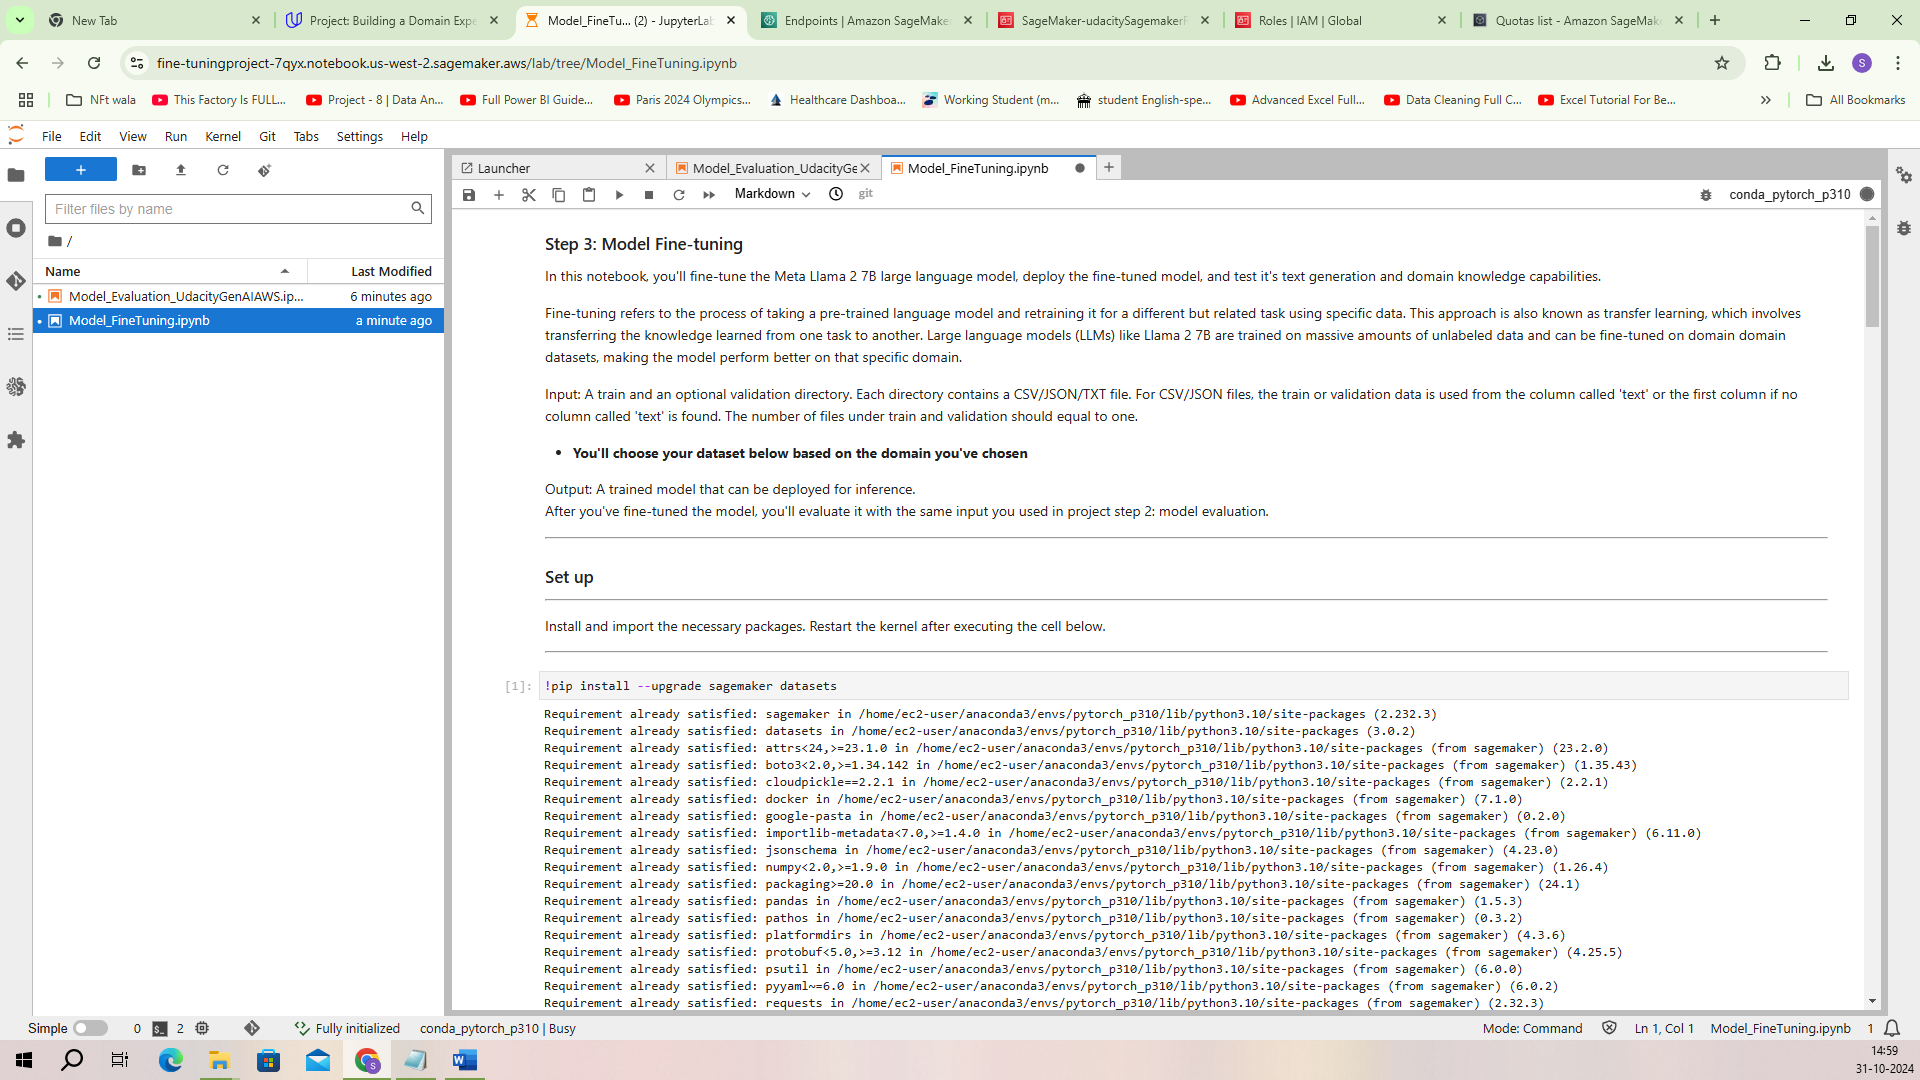 New Tab
Project: Building a Domain Expe
Model_FineTu... (2) - JupyterLab
Endpoints | Amazon SageMake
SageMaker-udacitySagemakerF
Roles | IAM | Global
Quotas list - Amazon SageMak
fine-tuningproject-7qyx.notebook.us-west-2.sagemaker.aws/lab/tree/Model_FineTuning.ipynb
S
NFt wala
This Factory Is FULL...
Project - 8 | Data An...
Full Power BI Guide...
Paris 2024 Olympics...
Healthcare Dashboa...
Working Student (m...
student English-spe...
Advanced Excel Full...
Data Cleaning Full C...
Excel Tutorial For Be...
All Bookmarks
File Edit View Run Kernel Git Tabs Settings Help
Filter files by name
/
Name Last Modified
Model_Evaluation_UdacityGenAIAWS.ip... 6 minutes ago
Model_FineTuning.ipynb a minute ago
Launcher
Model_Evaluation_UdacityGe
Model_FineTuning.ipynb
Markdown
git
conda_pytorch_p310
Step 3: Model Fine-tuning
In this notebook, you'll fine-tune the Meta Llama 2 7B large language model, deploy the fine-tuned model, and test it's text generation and domain knowledge capabilities.
Fine-tuning refers to the process of taking a pre-trained language model and retraining it for a different but related task using specific data. This approach is also known as transfer learning, which involves
transferring the knowledge learned from one task to another. Large language models (LLMs) like Llama 2 7B are trained on massive amounts of unlabeled data and can be fine-tuned on domain domain
datasets, making the model perform better on that specific domain.
Input: A train and an optional validation directory. Each directory contains a CSV/JSON/TXT file. For CSV/JSON files, the train or validation data is used from the column called 'text' or the first column if no
column called 'text' is found. The number of files under train and validation should equal to one.
• You'll choose your dataset below based on the domain you've chosen
Output: A trained model that can be deployed for inference.
After you've fine-tuned the model, you'll evaluate it with the same input you used in project step 2: model evaluation.
Set up
Install and import the necessary packages. Restart the kernel after executing the cell below.
[1]: !pip install --upgrade sagemaker datasets
Requirement already satisfied: sagemaker in /home/ec2-user/anaconda3/envs/pytorch_p310/lib/python3.10/site-packages (2.232.3)
Requirement already satisfied: datasets in /home/ec2-user/anaconda3/envs/pytorch_p310/lib/python3.10/site-packages (3.0.2)
Requirement already satisfied: attrs<24,>=23.1.0 in /home/ec2-user/anaconda3/envs/pytorch_p310/lib/python3.10/site-packages (from sagemaker) (23.2.0)
Requirement already satisfied: boto3<2.0,>=1.34.142 in /home/ec2-user/anaconda3/envs/pytorch_p310/lib/python3.10/site-packages (from sagemaker) (1.35.43)
Requirement already satisfied: cloudpickle==2.2.1 in /home/ec2-user/anaconda3/envs/pytorch_p310/lib/python3.10/site-packages (from sagemaker) (2.2.1)
Requirement already satisfied: docker in /home/ec2-user/anaconda3/envs/pytorch_p310/lib/python3.10/site-packages (from sagemaker) (7.1.0)
Requirement already satisfied: google-pasta in /home/ec2-user/anaconda3/envs/pytorch_p310/lib/python3.10/site-packages (from sagemaker) (0.2.0)
Requirement already satisfied: importlib-metadata<7.0,>=1.4.0 in /home/ec2-user/anaconda3/envs/pytorch_p310/lib/python3.10/site-packages (from sagemaker) (6.11.0)
Requirement already satisfied: jsonschema in /home/ec2-user/anaconda3/envs/pytorch_p310/lib/python3.10/site-packages (from sagemaker) (4.23.0)
Requirement already satisfied: numpy<2.0,>=1.9.0 in /home/ec2-user/anaconda3/envs/pytorch_p310/lib/python3.10/site-packages (from sagemaker) (1.26.4)
Requirement already satisfied: packaging>=20.0 in /home/ec2-user/anaconda3/envs/pytorch_p310/lib/python3.10/site-packages (from sagemaker) (24.1)
Requirement already satisfied: pandas in /home/ec2-user/anaconda3/envs/pytorch_p310/lib/python3.10/site-packages (from sagemaker) (1.5.3)
Requirement already satisfied: pathos in /home/ec2-user/anaconda3/envs/pytorch_p310/lib/python3.10/site-packages (from sagemaker) (0.3.2)
Requirement already satisfied: platformdirs in /home/ec2-user/anaconda3/envs/pytorch_p310/lib/python3.10/site-packages (from sagemaker) (4.3.6)
Requirement already satisfied: protobuf<5.0,>=3.12 in /home/ec2-user/anaconda3/envs/pytorch_p310/lib/python3.10/site-packages (from sagemaker) (4.25.5)
Requirement already satisfied: psutil in /home/ec2-user/anaconda3/envs/pytorch_p310/lib/python3.10/site-packages (from sagemaker) (6.0.0)
Requirement already satisfied: pyyaml~=6.0 in /home/ec2-user/anaconda3/envs/pytorch_p310/lib/python3.10/site-packages (from sagemaker) (6.0.2)
Requirement already satisfied: requests in /home/ec2-user/anaconda3/envs/pytorch_p310/lib/python3.10/site-packages (from sagemaker) (2.32.3)
Simple 0 2 Fully initialized conda_pytorch_p310 | Busy Mode: Command Ln 1, Col 1 Model_FineTuning.ipynb 1
14:59
31-10-2024